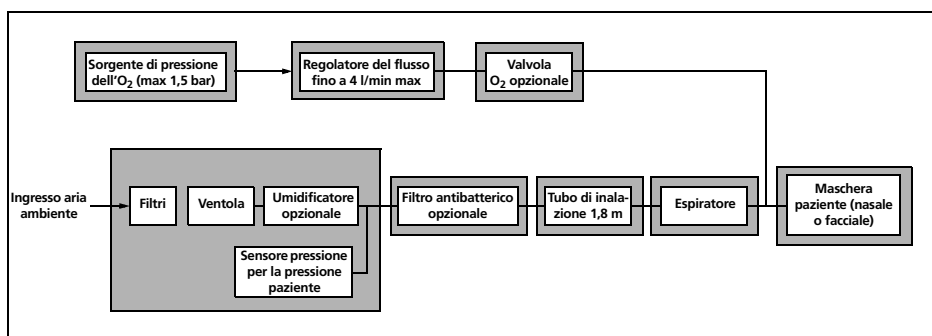 Sorgente di pressione
dell'O₂ (max 1,5 bar)
Regolatore del flusso
fino a 4 l/min max
Valvola
O₂ opzionale
Ingresso aria
ambiente
Filtri
Ventola
Umidificatore
opzionale
Sensore pressione
per la pressione
paziente
Filtro antibatterico
opzionale
Tubo di inala-
zione 1,8 m
Espiratore
Maschera
paziente (nasale
o facciale)